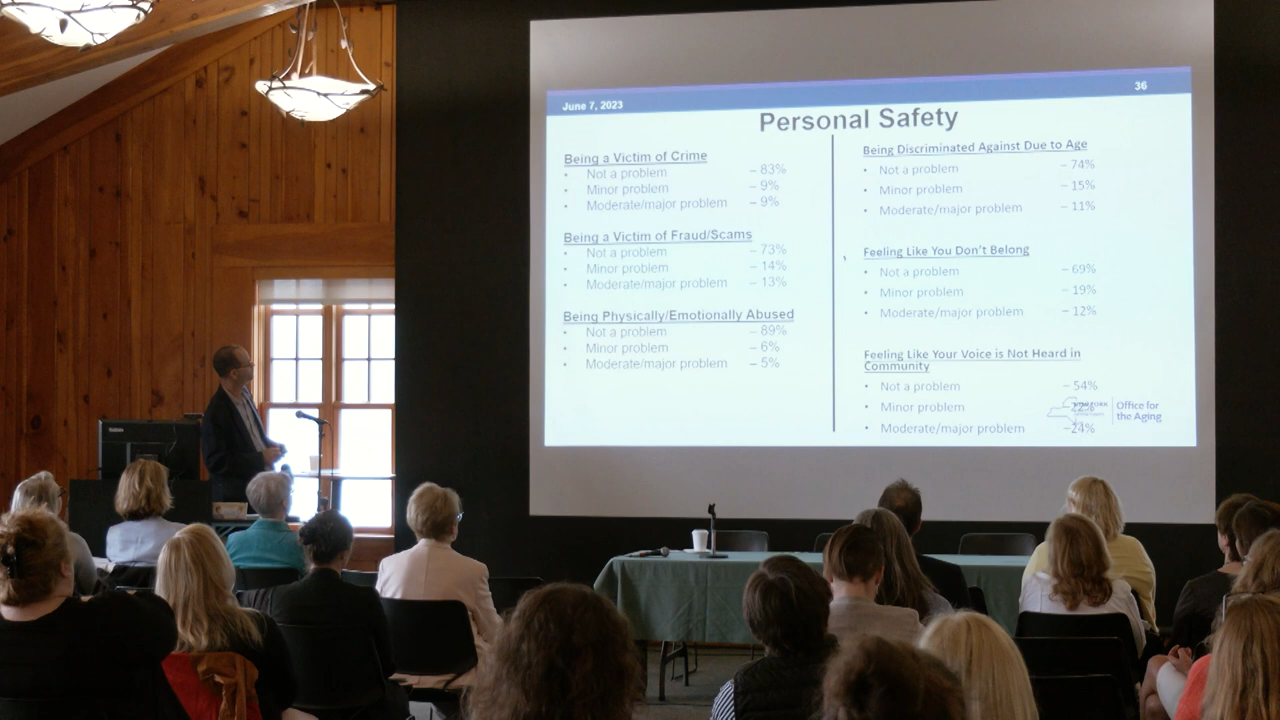 June 7, 2023
36
Personal Safety
Being a Victim of Crime
• Not a problem – 83%
• Minor problem – 9%
• Moderate/major problem – 9%
Being a Victim of Fraud/Scams
• Not a problem – 73%
• Minor problem – 14%
• Moderate/major problem – 13%
Being Physically/Emotionally Abused
• Not a problem – 89%
• Minor problem – 6%
• Moderate/major problem – 5%
Being Discriminated Against Due to Age
• Not a problem – 74%
• Minor problem – 15%
• Moderate/major problem – 11%
Feeling Like You Don't Belong
• Not a problem – 69%
• Minor problem – 19%
• Moderate/major problem – 12%
Feeling Like Your Voice is Not Heard in
Community
• Not a problem – 54%
• Minor problem 22%
• Moderate/major problem –24%
Office for
the Aging